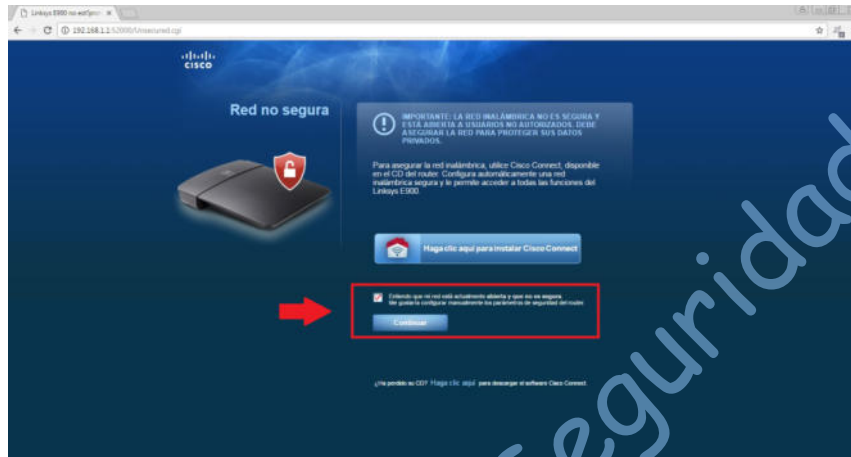 Linksys E900 no est
192.168.1.1:52000/Unsecured.cgi
CISCO
Red no segura
IMPORTANTE: LA RED INALÁMBRICA NO ES SEGURA Y
ESTÁ ABIERTA A USUARIOS NO AUTORIZADOS. DEBE
ASEGURAR LA RED PARA PROTEGER SUS DATOS
PRIVADOS.
Para asegurar la red inalámbrica, utilice Cisco Connect, disponible
en el CD del router. Configura automáticamente una red
inalámbrica segura y le permite acceder a todas las funciones del
Linksys E900.
Haga clic aquí para instalar Cisco Connect
Entiendo que mi red está actualmente abierta y que no es segura.
Me gustaría configurar manualmente los parámetros de seguridad del router.
Continuar
¿Ha perdido su CD? Haga clic aquí para descargar el software Cisco Connect
eguridad